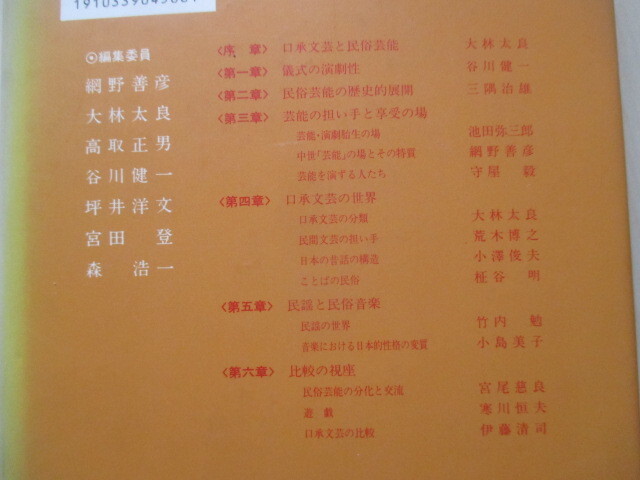 ◎編集委員
網野善彦
大林太良
高取正男
谷川健一
坪井洋文
宮田 登
森 浩一
〈序 章〉 口承文芸と民俗芸能 大林太良
〈第一章〉 儀式の演劇性 谷川健一
〈第二章〉 民俗芸能の歴史的展開 三隅治雄
〈第三章〉 芸能の担い手と享受の場
芸能・演劇胎生の場 池田弥三郎
中世「芸能」の場とその特質 網野善彦
芸能を演ずる人たち 守屋 毅
〈第四章〉 口承文芸の世界
口承文芸の分類 大林太良
民間文芸の担い手 荒木博之
日本の昔話の構造 小澤俊夫
ことばの民俗 柾谷 明
〈第五章〉 民謡と民俗音楽
民謡の世界 竹内 勉
音楽における日本的性格の変質 小島美子
〈第六章〉 比較の視座
民俗芸能の分化と交流 宮尾慈良
遊 戯 寒川恒夫
口承文芸の比較 伊藤清司